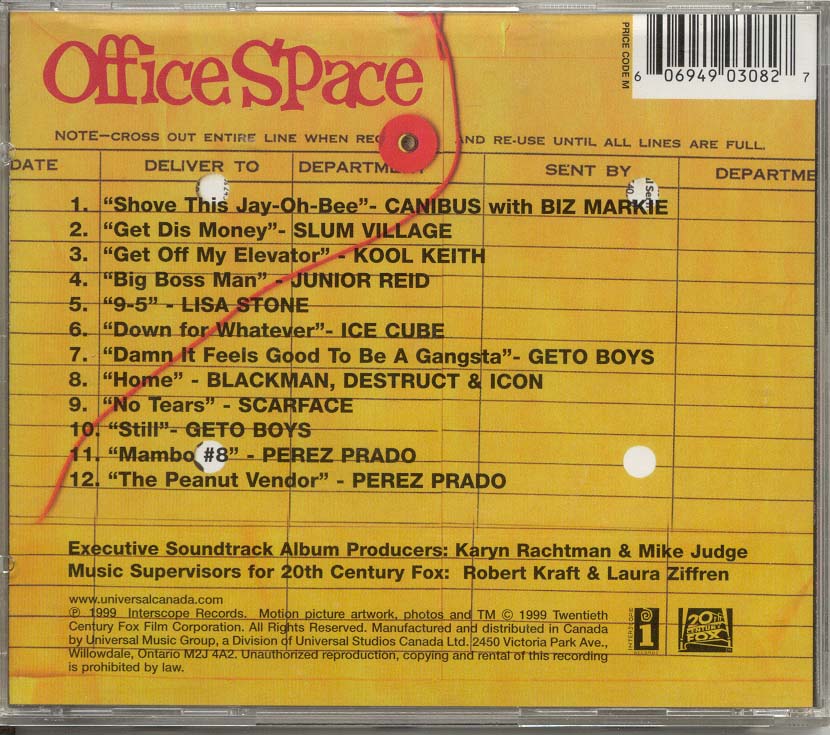 Office Space
PRICE CODE M
6 06949 03082 7
NOTE—CROSS OUT ENTIRE LINE WHEN REC AND RE-USE UNTIL ALL LINES ARE FULL.
DATE DELIVER TO DEPARTMENT SENT BY DEPARTME
1. “Shove This Jay-Oh-Bee”- CANIBUS with BIZ MARKIE
2. “Get Dis Money”- SLUM VILLAGE
3. “Get Off My Elevator” - KOOL KEITH
4. “Big Boss Man” - JUNIOR REID
5. “9-5” - LISA STONE
6. “Down for Whatever”- ICE CUBE
7. “Damn It Feels Good To Be A Gangsta”- GETO BOYS
8. “Home” - BLACKMAN, DESTRUCT & ICON
9. “No Tears” - SCARFACE
10. “Still”- GETO BOYS
11. “Mambo #8” - PEREZ PRADO
12. “The Peanut Vendor” - PEREZ PRADO
Executive Soundtrack Album Producers: Karyn Rachtman & Mike Judge
Music Supervisors for 20th Century Fox: Robert Kraft & Laura Ziffren
www.universalcanada.com
℗ 1999 Interscope Records. Motion picture artwork, photos and TM © 1999 Twentieth
Century Fox Film Corporation. All Rights Reserved. Manufactured and distributed in Canada
by Universal Music Group, a Division of Universal Studios Canada Ltd. 2450 Victoria Park Ave.,
Willowdale, Ontario M2J 4A2. Unauthorized reproduction, copying and rental of this recording
is prohibited by law.
INTERSCOPE
i
RECORDS
20TH
CENTURY
FOX